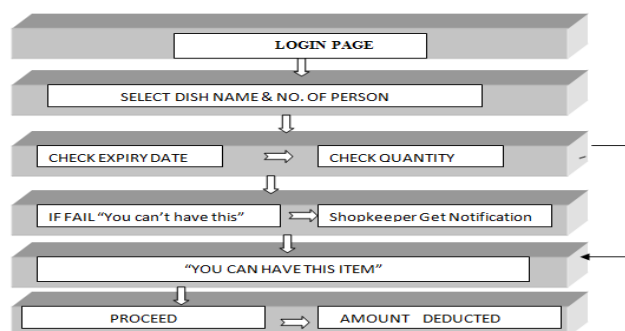 LOGIN PAGE
SELECT DISH NAME & NO. OF PERSON
CHECK EXPIRY DATE
CHECK QUANTITY
IF FAIL “You can’t have this”
Shopkeeper Get Notification
“YOU CAN HAVE THIS ITEM”
PROCEED
AMOUNT DEDUCTED